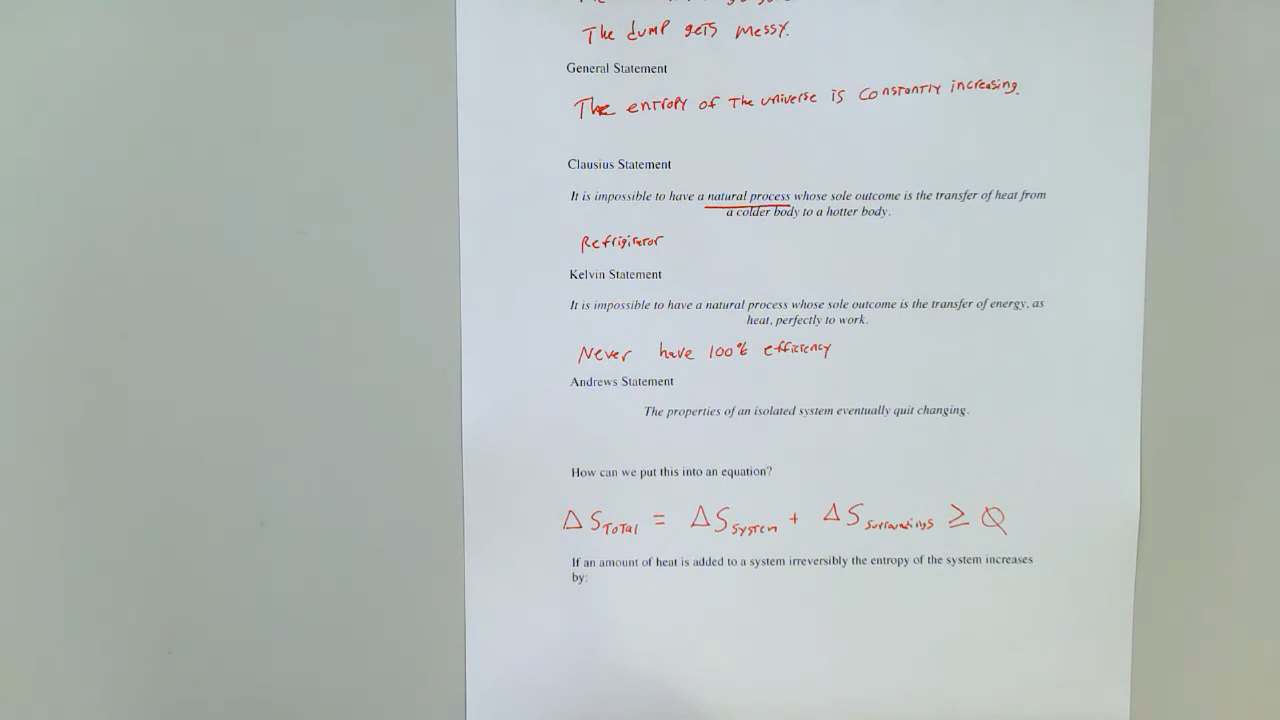 The dump gets messy.
General Statement
The entropy of the universe is constantly increasing.
Clausius Statement
It is impossible to have a natural process whose sole outcome is the transfer of heat from
a colder body to a hotter body.
Refrigirator
Kelvin Statement
It is impossible to have a natural process whose sole outcome is the transfer of energy, as
heat, perfectly to work.
Never have 100% efficiency
Andrews Statement
The properties of an isolated system eventually quit changing.
How can we put this into an equation?
Δ S Total = Δ S system + Δ S surroundings ≥ 0
If an amount of heat is added to a system irreversibly the entropy of the system increases
by: